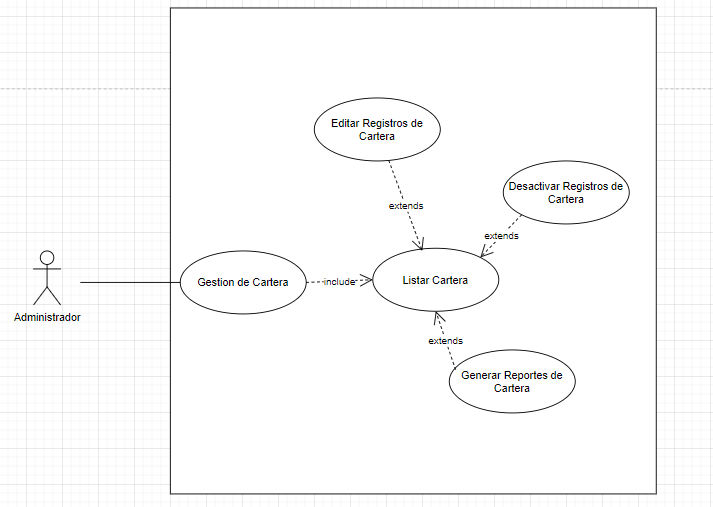 Editar Registros de
Cartera
Desactivar Registros de
Cartera
extends
extends
Gestion de Cartera
include
Listar Cartera
Administrador
extends
Generar Reportes de
Cartera